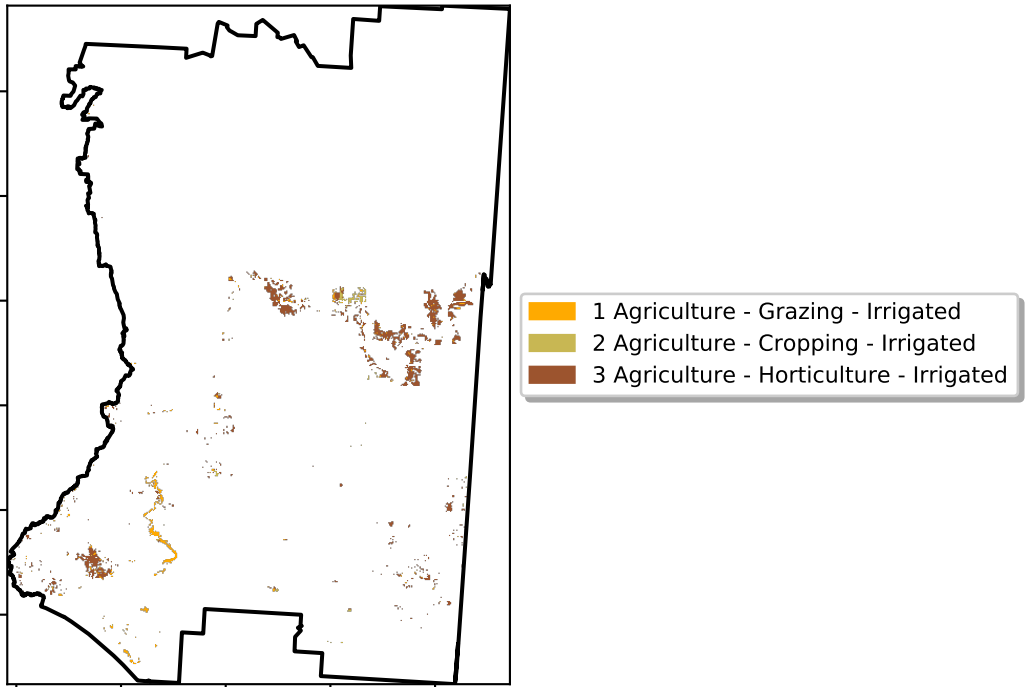 1 Agriculture - Grazing - Irrigated
2 Agriculture - Cropping - Irrigated
3 Agriculture - Horticulture - Irrigated